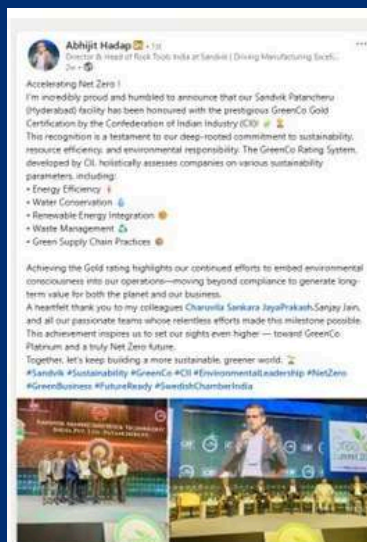 Abhijit Hadap • 1st
Director & Head of Rock Tools India at Sandvik | Driving Manufacturing Excell...
2w •
Accelerating Net Zero !
I'm incredibly proud and humbled to announce that our Sandvik Patancheru
(Hyderabad) facility has been honoured with the prestigious GreenCo Gold
Certification by the Confederation of Indian Industry (CII)!
This recognition is a testament to our deep-rooted commitment to sustainability,
resource efficiency, and environmental responsibility. The GreenCo Rating System,
developed by CII, holistically assesses companies on various sustainability
parameters, including:
• Energy Efficiency
• Water Conservation
• Renewable Energy Integration
• Waste Management
• Green Supply Chain Practices
Achieving the Gold rating highlights our continued efforts to embed environmental
consciousness into our operations—moving beyond compliance to generate long-
term value for both the planet and our business.
A heartfelt thank you to my colleagues Charuvila Sankara JayaPrakash,Sanjay Jain,
and all our passionate teams whose relentless efforts made this milestone possible.
This achievement inspires us to set our sights even higher — toward GreenCo
Platinum and a truly Net Zero future.
Together, let's keep building a more sustainable, greener world.
#Sandvik #Sustainability #GreenCo #CII #EnvironmentalLeadership #NetZero
#GreenBusiness #FutureReady #SwedishChamberIndia